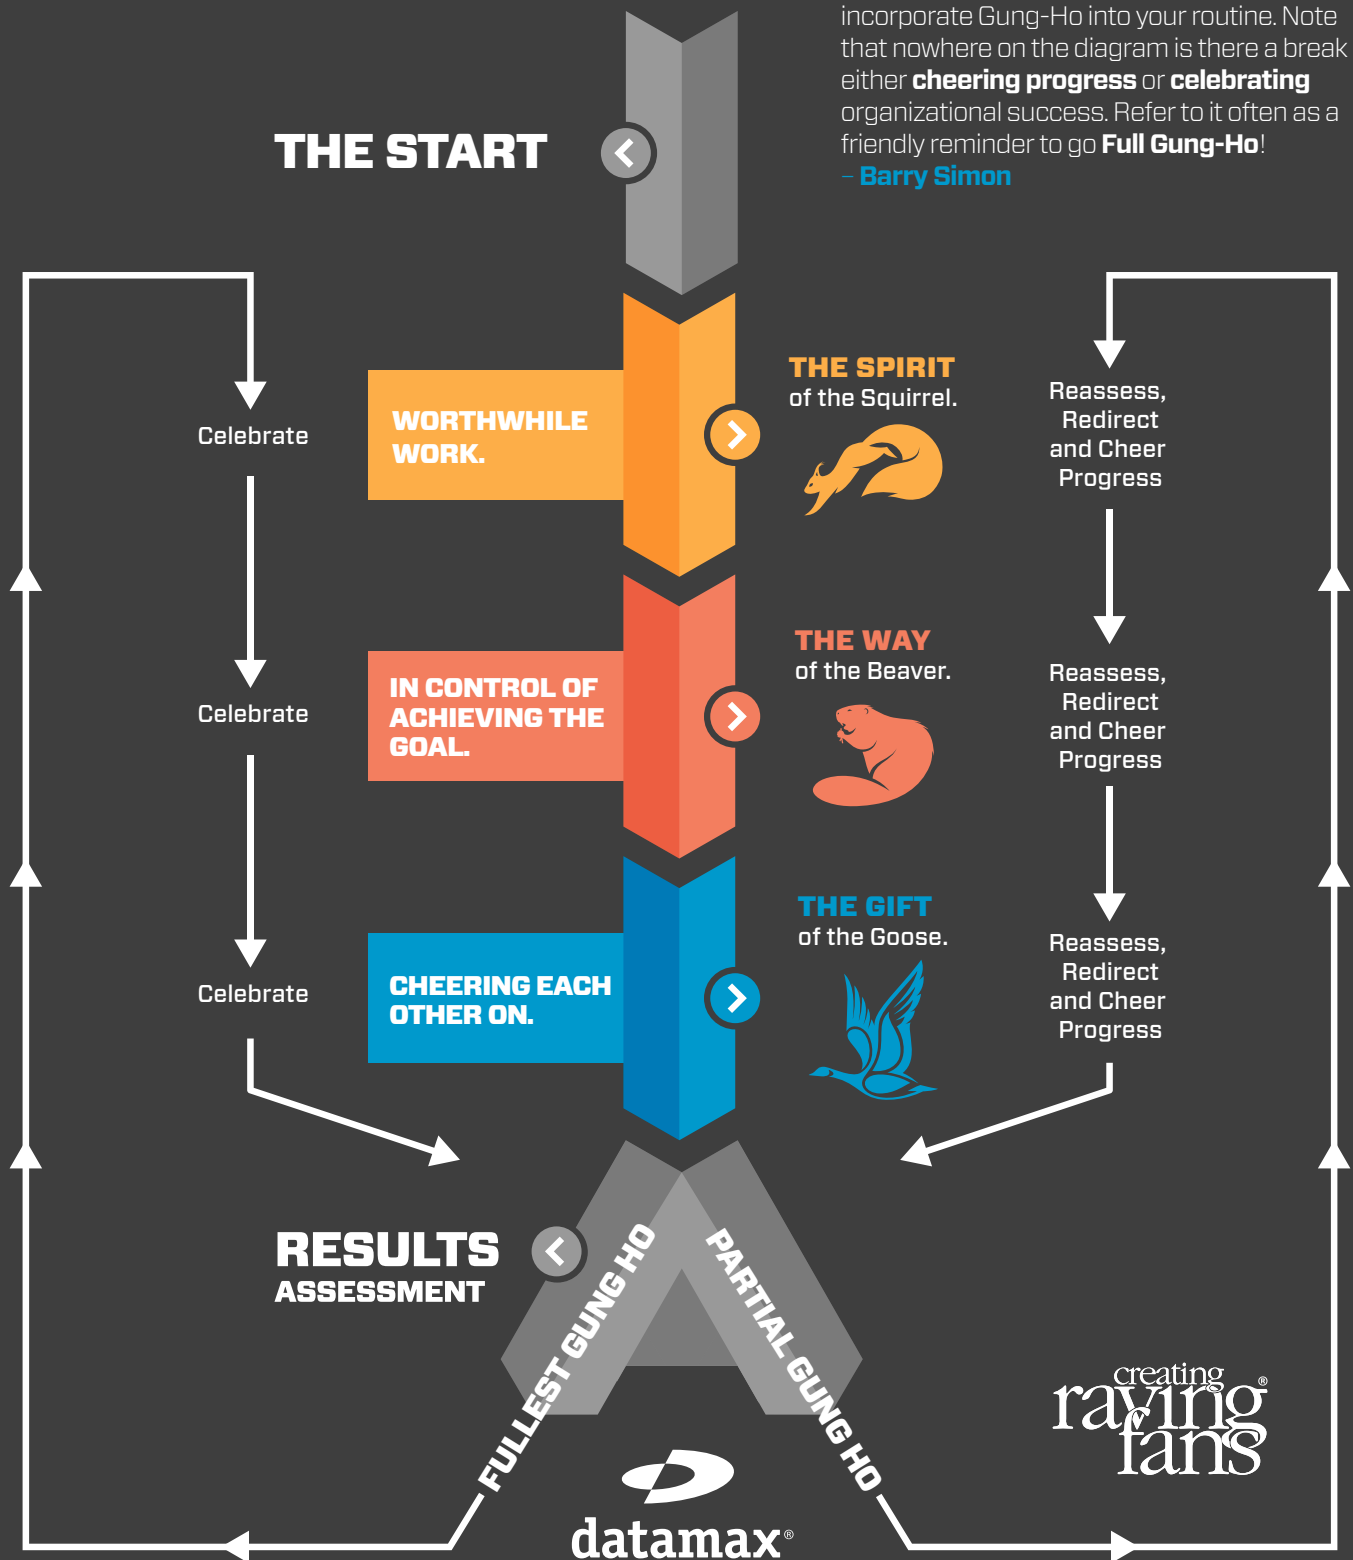 incorporate Gung-Ho into your routine. Note
that nowhere on the diagram is there a break
either cheering progress or celebrating
organizational success. Refer to it often as a
friendly reminder to go Full Gung-Ho!
– Barry Simon
THE START
Celebrate
WORTHWHILE
WORK.
THE SPIRIT
of the Squirrel.
Reassess,
Redirect
and Cheer
Progress
Celebrate
IN CONTROL OF
ACHIEVING THE
GOAL.
THE WAY
of the Beaver.
Reassess,
Redirect
and Cheer
Progress
Celebrate
CHEERING EACH
OTHER ON.
THE GIFT
of the Goose.
Reassess,
Redirect
and Cheer
Progress
RESULTS
ASSESSMENT
FULLEST GUNG HO
PARTIAL GUNG HO
creating
raving®
fans
datamax®